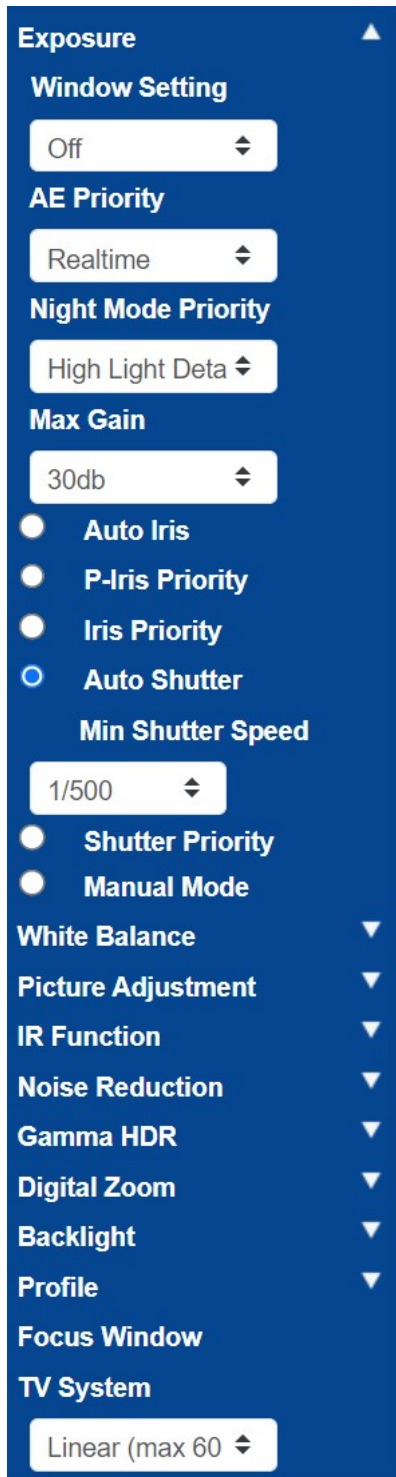 Exposure
Window Setting
Off
AE Priority
Realtime
Night Mode Priority
High Light Deta
Max Gain
30db
Auto Iris
P-Iris Priority
Iris Priority
Auto Shutter
Min Shutter Speed
1/500
Shutter Priority
Manual Mode
White Balance
Picture Adjustment
IR Function
Noise Reduction
Gamma HDR
Digital Zoom
Backlight
Profile
Focus Window
TV System
Linear (max 60